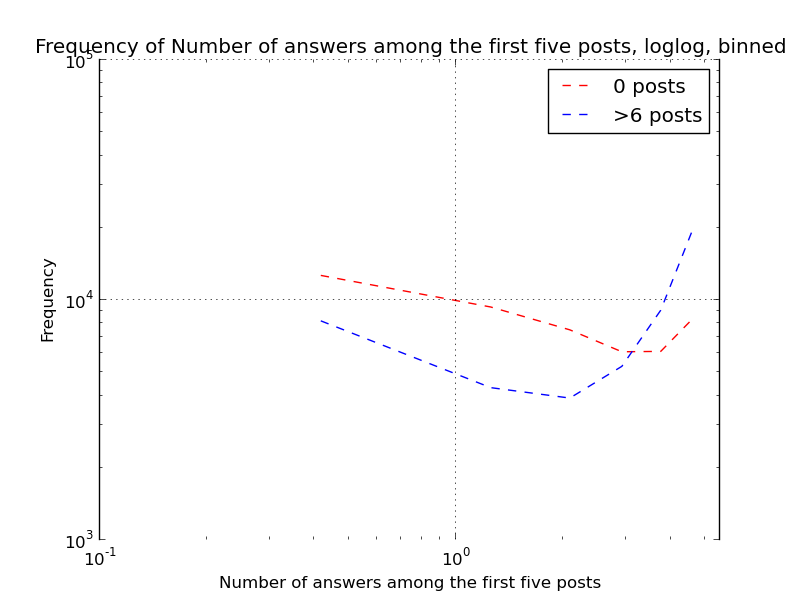 Frequency of Number of answers among the first five posts, loglog, binned
10^5
0 posts
>6 posts
10^4
Frequency
10^3
10^-1
10^0
Number of answers among the first five posts